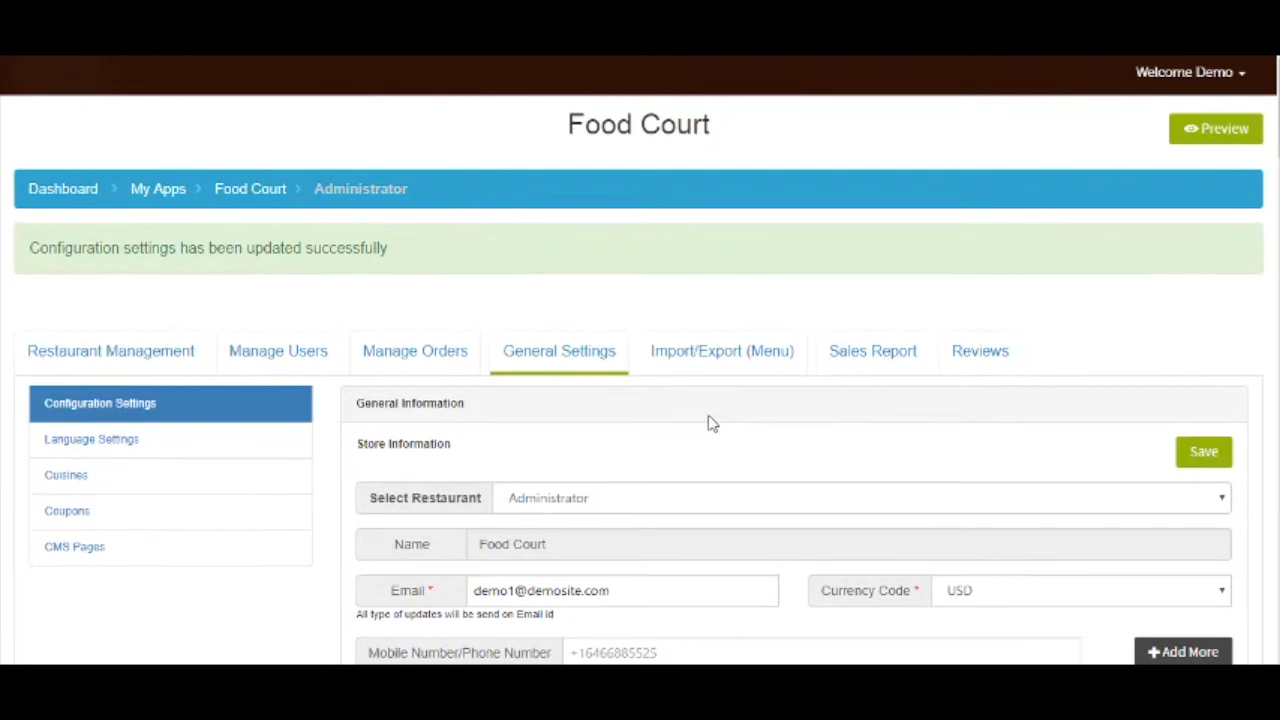 Welcome Demo
Food Court
Preview
Dashboard > My Apps > Food Court > Administrator
Configuration settings has been updated successfully
Restaurant Management Manage Users Manage Orders General Settings Import/Export (Menu) Sales Report Reviews
Configuration Settings
Language Settings
Cuisines
Coupons
CMS Pages
General Information
Store Information
Save
Select Restaurant Administrator
Name Food Court
Email * demo1@demosite.com Currency Code * USD
All type of updates will be send on Email id
Mobile Number/Phone Number +16466885525 Add More